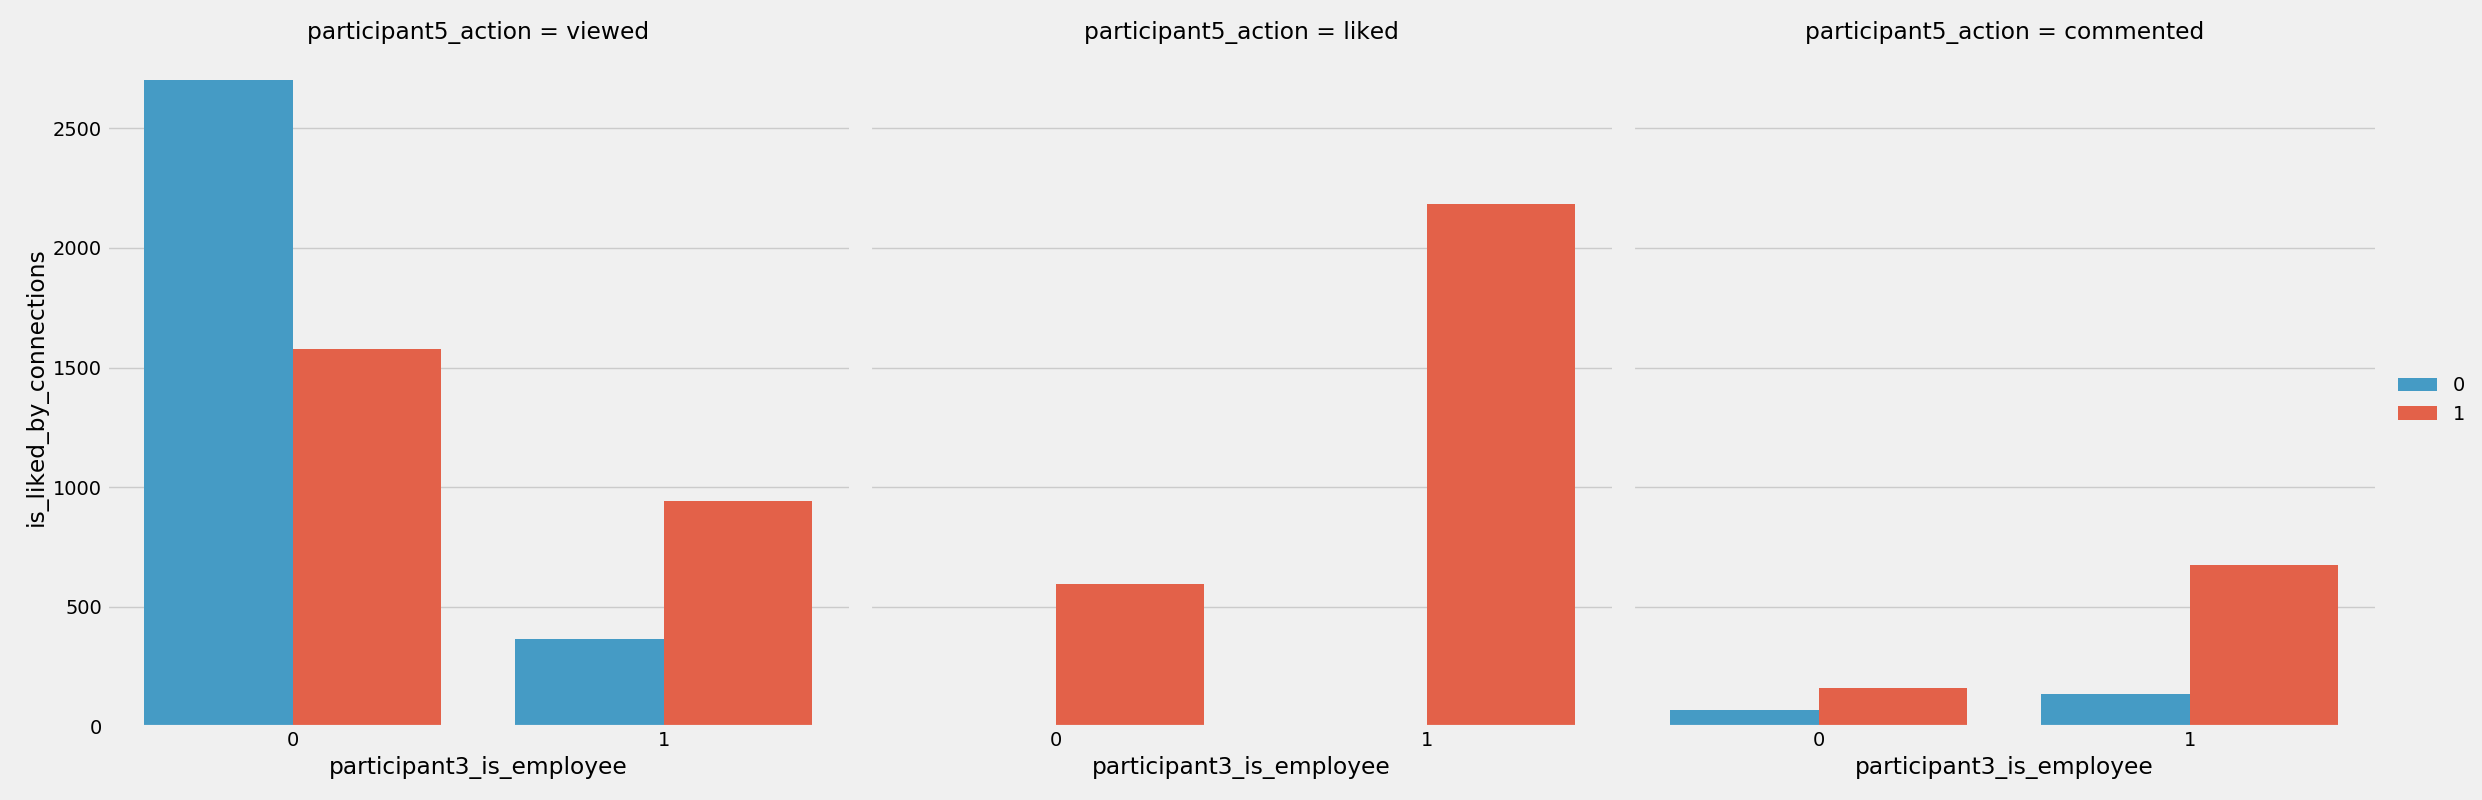 participant5_action = viewed
participant5_action = liked
participant5_action = commented
is_liked_by_connections
2500
2000
1500
1000
500
0
0 1
0 1
0 1
participant3_is_employee
participant3_is_employee
participant3_is_employee
0
1